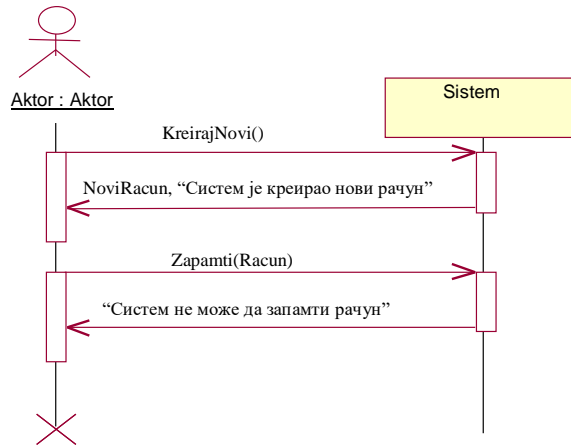 Aktor : Aktor
Sistem
KreirajNovi()
NoviRacun, “Систем је креирао нови рачун”
Zapamti(Racun)
“Систем не може да запамти рачун”